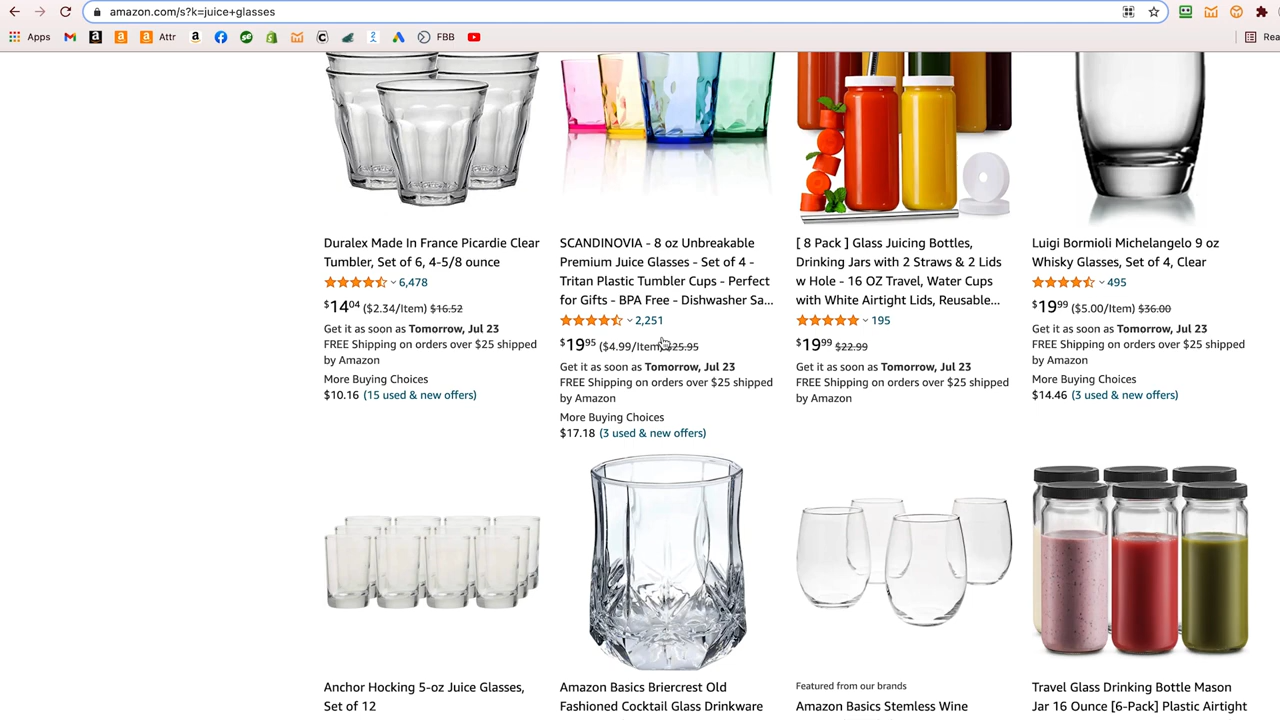 amazon.com/s?k=juice+glasses
Apps
Attr
FBB
Rea
Duralex Made In France Picardie Clear
Tumbler, Set of 6, 4-5/8 ounce
6,478
$14 04 ($2.34/Item) $16.52
Get it as soon as Tomorrow, Jul 23
FREE Shipping on orders over $25 shipped
by Amazon
More Buying Choices
$10.16 (15 used & new offers)
SCANDINOVIA - 8 oz Unbreakable
Premium Juice Glasses - Set of 4 -
Tritan Plastic Tumbler Cups - Perfect
for Gifts - BPA Free - Dishwasher Sa...
2,251
$19 95 ($4.99/Item) $25.95
Get it as soon as Tomorrow, Jul 23
FREE Shipping on orders over $25 shipped
by Amazon
More Buying Choices
$17.18 (3 used & new offers)
[ 8 Pack ] Glass Juicing Bottles,
Drinking Jars with 2 Straws & 2 Lids
w Hole - 16 OZ Travel, Water Cups
with White Airtight Lids, Reusable...
195
$19 99 $22.99
Get it as soon as Tomorrow, Jul 23
FREE Shipping on orders over $25 shipped
by Amazon
Luigi Bormioli Michelangelo 9 oz
Whisky Glasses, Set of 4, Clear
495
$19 99 ($5.00/Item) $36.00
Get it as soon as Tomorrow, Jul 23
FREE Shipping on orders over $25 shipped
by Amazon
More Buying Choices
$14.46 (3 used & new offers)
Anchor Hocking 5-oz Juice Glasses,
Set of 12
Amazon Basics Briercrest Old
Fashioned Cocktail Glass Drinkware
Featured from our brands
Amazon Basics Stemless Wine
Travel Glass Drinking Bottle Mason
Jar 16 Ounce [6-Pack] Plastic Airtight